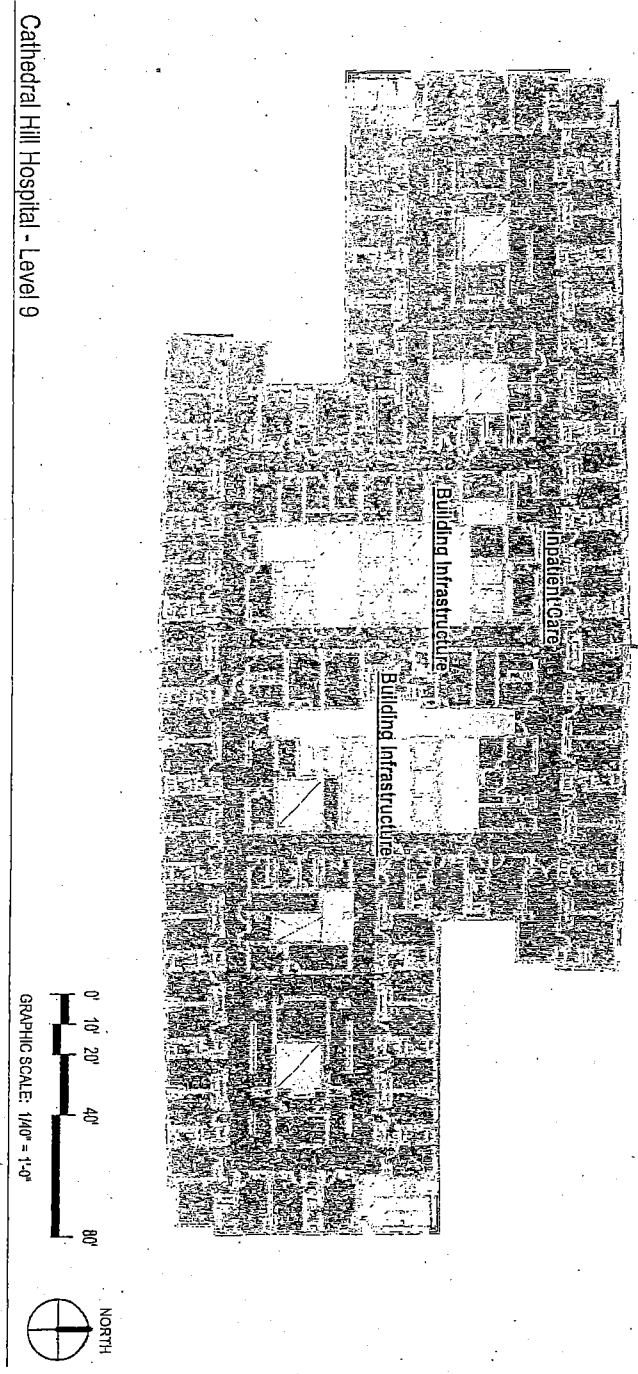 Inpatient Care
Building Infrastructure
Building Infrastructure
Cathedral Hill Hospital - Level 9
0' 10' 20' 40' 80'
GRAPHIC SCALE: 1/40" = 1'-0"
NORTH